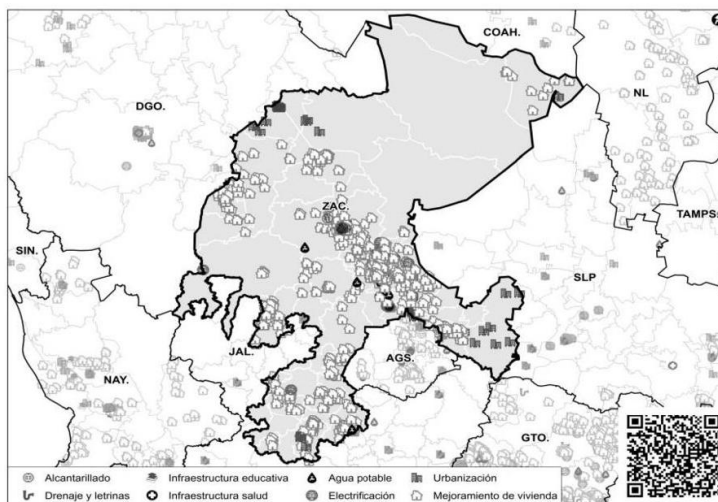 COAH.
NL
DGO.
ZAC.
TAMPS.
SIN.
SLP
JAL.
AGS.
NAY.
GTO.
Alcantarillado Infraestructura educativa Agua potable Urbanización
Drenaje y letrinas Infraestructura salud Electrificación Mejoramiento de vivienda